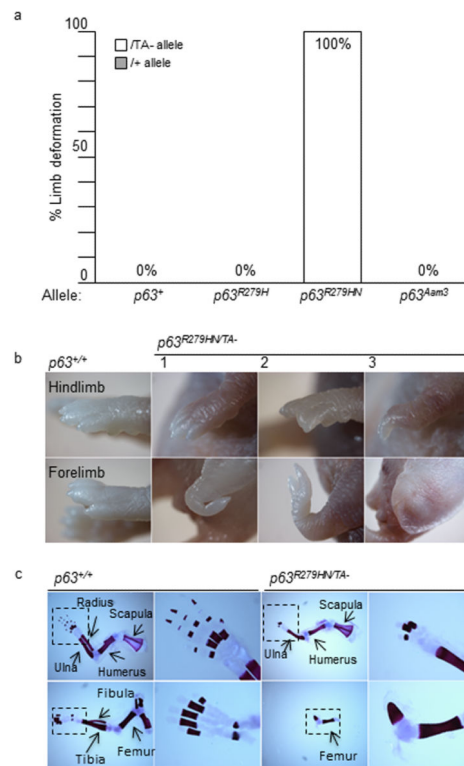 a
100
% Limb deformation
50
0
/TA- allele
/+ allele
0%
0%
100%
0%
Allele: p63+ p63R279H p63R279HN p63Aam3
b
p63R279HN/TA-
p63+/+ 1 2 3
Hindlimb
Forelimb
c
p63+/+ p63R279HN/TA-
Radius
Scapula
Ulna
Humerus
Scapula
Ulna
Humerus
Fibula
Tibia
Femur
Femur